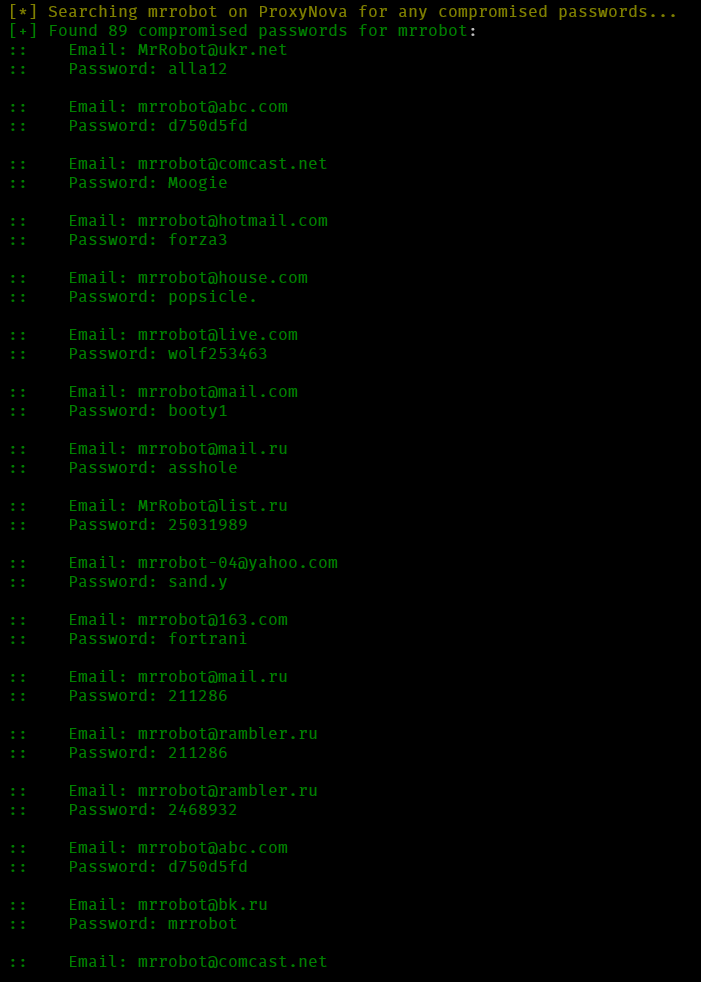 [*] Searching mrrobot on ProxyNova for any compromised passwords...
[+] Found 89 compromised passwords for mrrobot:
::    Email: MrRobot@ukr.net
::    Password: alla12
::    Email: mrrobot@abc.com
::    Password: d750d5fd
::    Email: mrrobot@comcast.net
::    Password: Moogie
::    Email: mrrobot@hotmail.com
::    Password: forza3
::    Email: mrrobot@house.com
::    Password: popsicle.
::    Email: mrrobot@live.com
::    Password: wolf253463
::    Email: mrrobot@mail.com
::    Password: booty1
::    Email: mrrobot@mail.ru
::    Password: asshole
::    Email: MrRobot@list.ru
::    Password: 25031989
::    Email: mrrobot-04@yahoo.com
::    Password: sand.y
::    Email: mrrobot@163.com
::    Password: fortrani
::    Email: mrrobot@mail.ru
::    Password: 211286
::    Email: mrrobot@rambler.ru
::    Password: 211286
::    Email: mrrobot@rambler.ru
::    Password: 2468932
::    Email: mrrobot@abc.com
::    Password: d750d5fd
::    Email: mrrobot@bk.ru
::    Password: mrrobot
::    Email: mrrobot@comcast.net